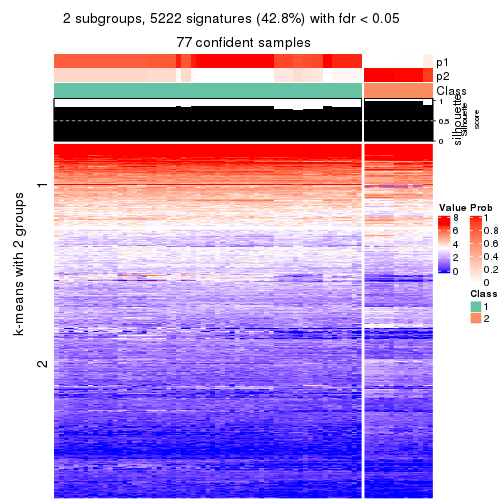 2 subgroups, 5222 signatures (42.8%) with fdr < 0.05
77 confident samples
p1
p2
Class
silhouette
Silhouette
score
1
0.5
0
k-means with 2 groups
1
2
Value
8
6
4
2
0
Prob
1
0.8
0.6
0.4
0.2
0
Class
1
2